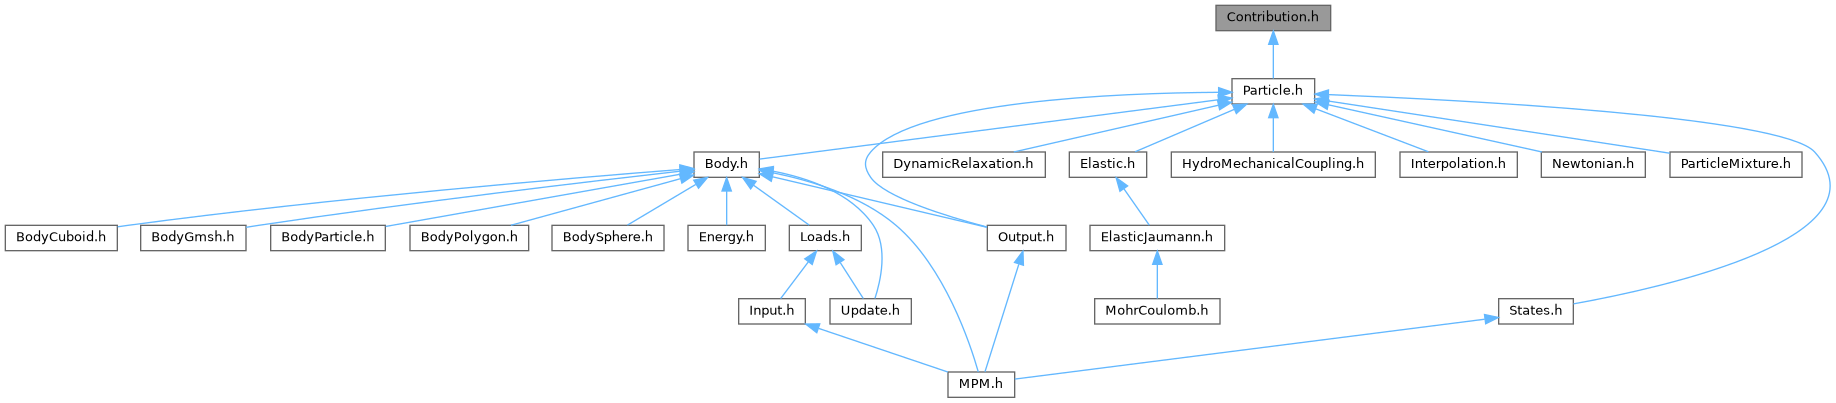 Contribution.h
Particle.h
Body.h
DynamicRelaxation.h
Elastic.h
HydroMechanicalCoupling.h
Interpolation.h
Newtonian.h
ParticleMixture.h
BodyCuboid.h
BodyGmsh.h
BodyParticle.h
BodyPolygon.h
BodySphere.h
Energy.h
Loads.h
Output.h
ElasticJaumann.h
Input.h
Update.h
MohrCoulomb.h
States.h
MPM.h